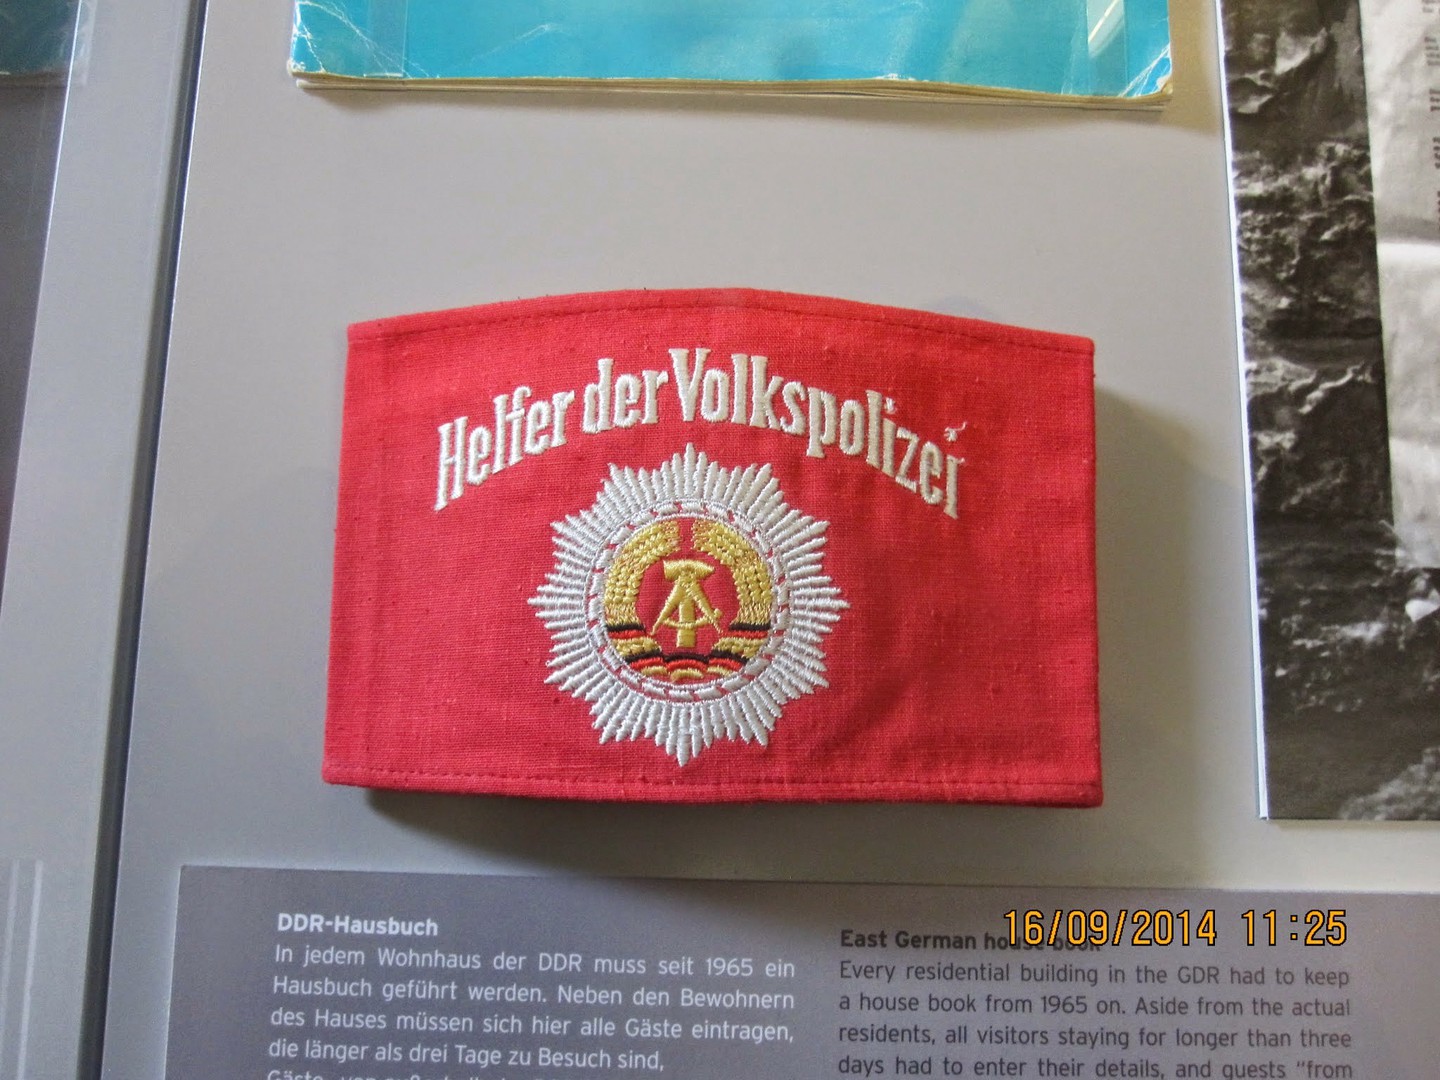 Helfer der Volkspolizei
DDR-Hausbuch
In jedem Wohnhaus der DDR muss seit 1965 ein
Hausbuch geführt werden. Neben den Bewohnern
des Hauses müssen sich hier alle Gäste eintragen,
die länger als drei Tage zu Besuch sind,
16/09/2014 11:25
East German house book
Every residential building in the GDR had to keep
a house book from 1965 on. Aside from the actual
residents, all visitors staying for longer than three
days had to enter their details, and guests "from